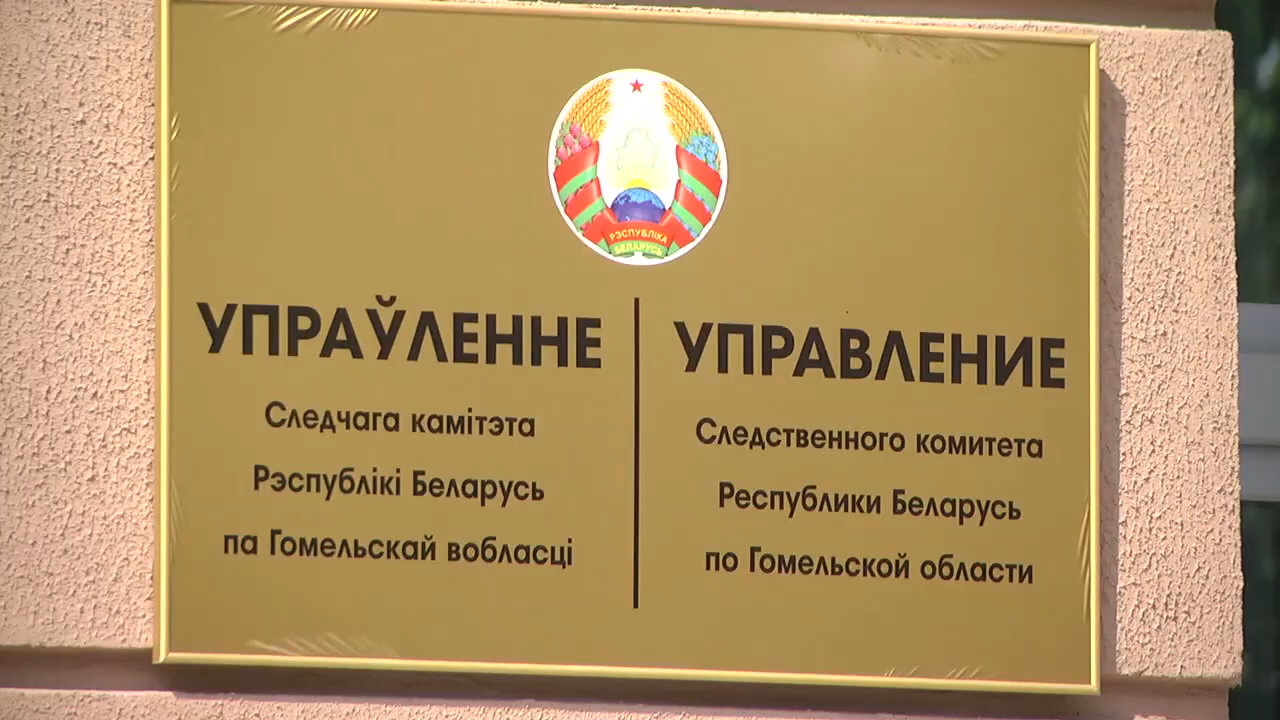 РЭСПУБЛІКА
БЕЛАРУСЬ
УПРАЎЛЕННЕ
Следчага камітэта
Рэспублікі Беларусь
па Гомельскай вобласці
УПРАВЛЕНИЕ
Следственного комитета
Республики Беларусь
по Гомельской области